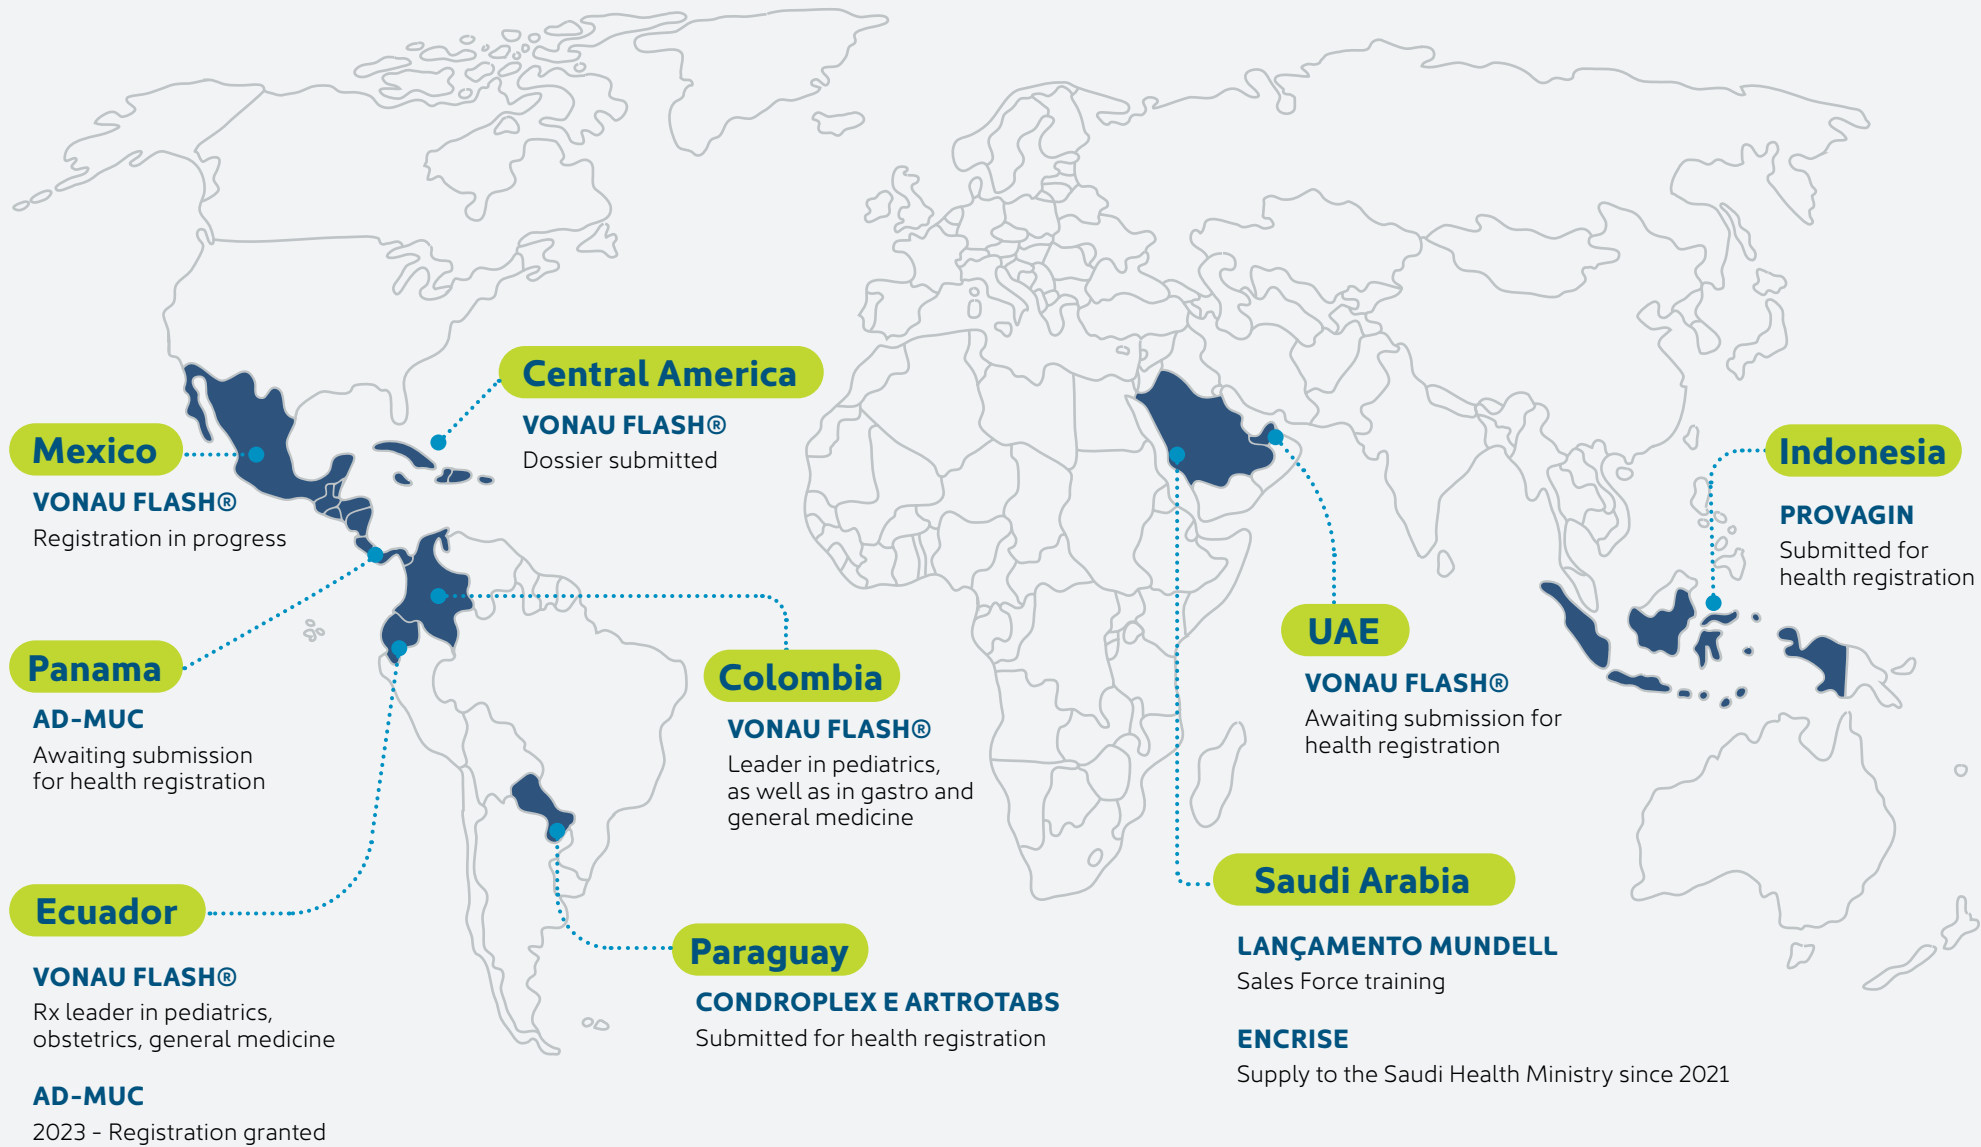 Central America
VONAU FLASH®
Dossier submitted
Mexico
VONAU FLASH®
Registration in progress
Indonesia
PROVAGIN
Submitted for
health registration
Panama
AD-MUC
Awaiting submission
for health registration
Colombia
VONAU FLASH®
Leader in pediatrics,
as well as in gastro and
general medicine
UAE
VONAU FLASH®
Awaiting submission for
health registration
Ecuador
VONAU FLASH®
Rx leader in pediatrics,
obstetrics, general medicine
AD-MUC
2023 - Registration granted
Paraguay
CONDROPLEX E ARTROTABS
Submitted for health registration
Saudi Arabia
LANÇAMENTO MUNDELL
Sales Force training
ENCRISE
Supply to the Saudi Health Ministry since 2021